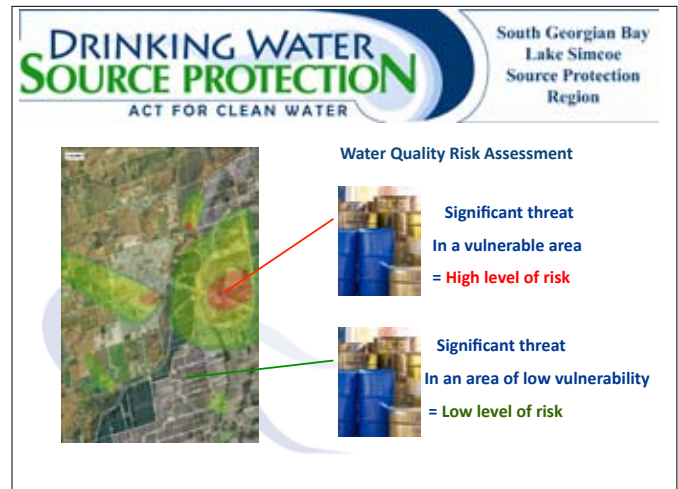 DRINKING WATER
SOURCE PROTECTION
ACT FOR CLEAN WATER
South Georgian Bay
Lake Simcoe
Source Protection
Region
Water Quality Risk Assessment
Significant threat
In a vulnerable area
= High level of risk
Significant threat
In an area of low vulnerability
= Low level of risk